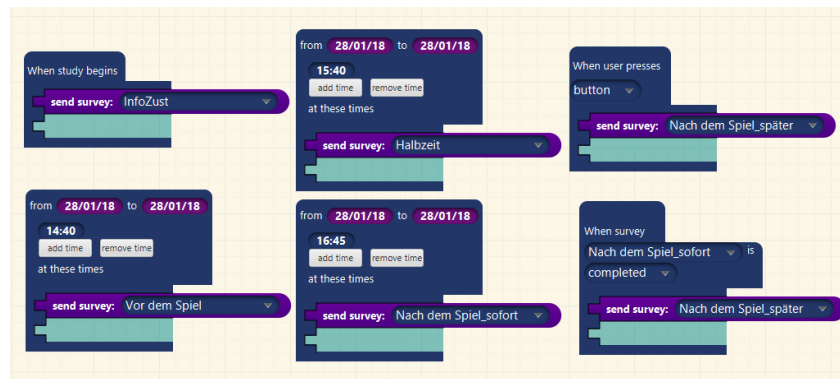 When study begins
send survey: InfoZust
from 28/01/18 to 28/01/18
15:40
add time remove time
at these times
send survey: Halbzeit
When user presses
button
send survey: Nach dem Spiel_später
from 28/01/18 to 28/01/18
14:40
add time remove time
at these times
send survey: Vor dem Spiel
from 28/01/18 to 28/01/18
16:45
add time remove time
at these times
send survey: Nach dem Spiel_sofort
When survey
Nach dem Spiel_sofort is
completed
send survey: Nach dem Spiel_später